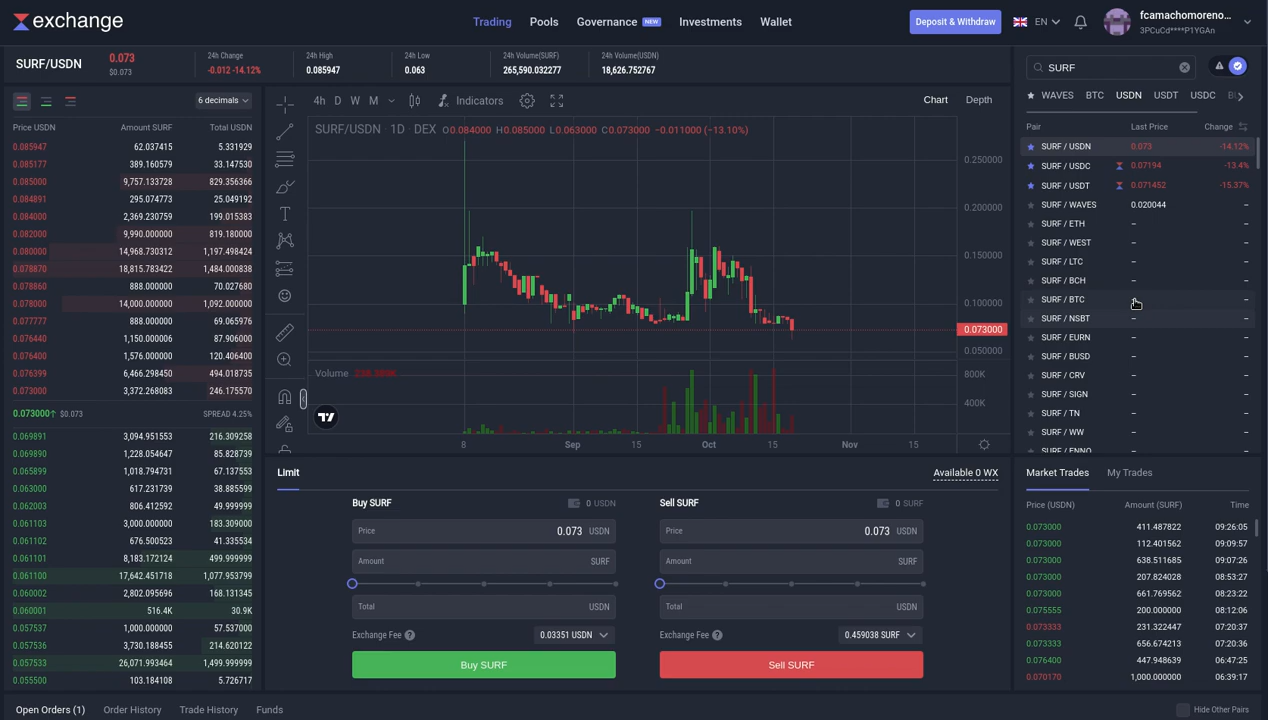 exchange
Trading
Pools
Governance NEW
Investments
Wallet
Deposit & Withdraw
EN
fcamachomoreno...
3PCuCd****P1YGAn
SURF/USDN
0.073
$0.073
24h Change
-0.012 -14.12%
24h High
0.085947
24h Low
0.063
24h Volume(SURF)
265,590.032277
24h Volume(USDN)
18,626.752767
6 decimals
Price USDN Amount SURF Total USDN
0.085947 62.037415 5.331929
0.085177 389.160579 33.147530
0.085000 9,757.133728 829.356366
0.084891 295.074773 25.049192
0.084000 2,369.230759 199.015383
0.082000 9,990.000000 819.180000
0.080000 14,968.730312 1,197.498424
0.078870 18,815.783422 1,484.000838
0.078860 888.000000 70.027680
0.078000 14,000.000000 1,092.000000
0.077777 888.000000 69.065976
0.076440 1,150.000006 87.906000
0.076400 1,576.000000 120.406400
0.076399 6,466.298450 494.018735
0.073000 3,372.268083 246.175570
0.073000↑ $0.073 SPREAD 4.25%
0.069891 3,094.951553 216.309258
0.069890 1,228.054647 85.828739
0.065899 1,018.794731 67.137553
0.063000 617.231739 38.885599
0.062003 806.412592 49.999999
0.061103 3,000.000000 183.309000
0.061102 676.500523 41.335534
0.061101 8,183.172124 499.999999
0.061100 17,642.451718 1,077.953799
0.060002 2,802.095696 168.131345
0.060001 516.4K 30.9K
0.057537 1,000.000000 57.537000
0.057536 3,730.188455 214.620122
0.057533 26,071.993464 1,499.999999
0.055500 103.184108 5.726717
4h D W M Indicators Chart Depth
SURF/USDN · 1D · DEX O0.084000 H0.085000 L0.063000 C0.073000 −0.011000 (−13.10%)
0.250000
0.200000
0.150000
0.100000
0.073000
0.050000
Volume
800K
400K
8 Sep 15 Oct 15 Nov 15
Limit
Available 0 WX
Buy SURF 0 USDN
Price 0.073 USDN
Amount SURF
Total USDN
Exchange Fee ? 0.03351 USDN
Buy SURF
Sell SURF 0 SURF
Price 0.073 USDN
Amount SURF
Total USDN
Exchange Fee ? 0.459038 SURF
Sell SURF
SURF
WAVES BTC USDN USDT USDC
Pair Last Price Change
SURF / USDN 0.073 -14.12%
SURF / USDC 0.07194 -13.4%
SURF / USDT 0.071452 -15.37%
SURF / WAVES 0.020044 –
SURF / ETH – –
SURF / WEST – –
SURF / LTC – –
SURF / BCH – –
SURF / BTC – –
SURF / NSBT – –
SURF / EURN – –
SURF / BUSD – –
SURF / CRV – –
SURF / SIGN – –
SURF / TN – –
SURF / WW – –
SURF / ENNO – –
Market Trades My Trades
Price (USDN) Amount (SURF) Time
0.073000 411.487822 09:26:05
0.073000 112.401562 09:09:57
0.073000 638.511685 09:07:26
0.073000 207.824028 08:53:27
0.073000 661.769562 08:23:22
0.075555 200.000000 08:12:06
0.073333 231.322447 07:20:37
0.073333 656.674213 07:20:36
0.076400 447.948639 06:47:25
0.070170 1,000.000000 06:39:17
Open Orders (1) Order History Trade History Funds
Hide Other Pairs